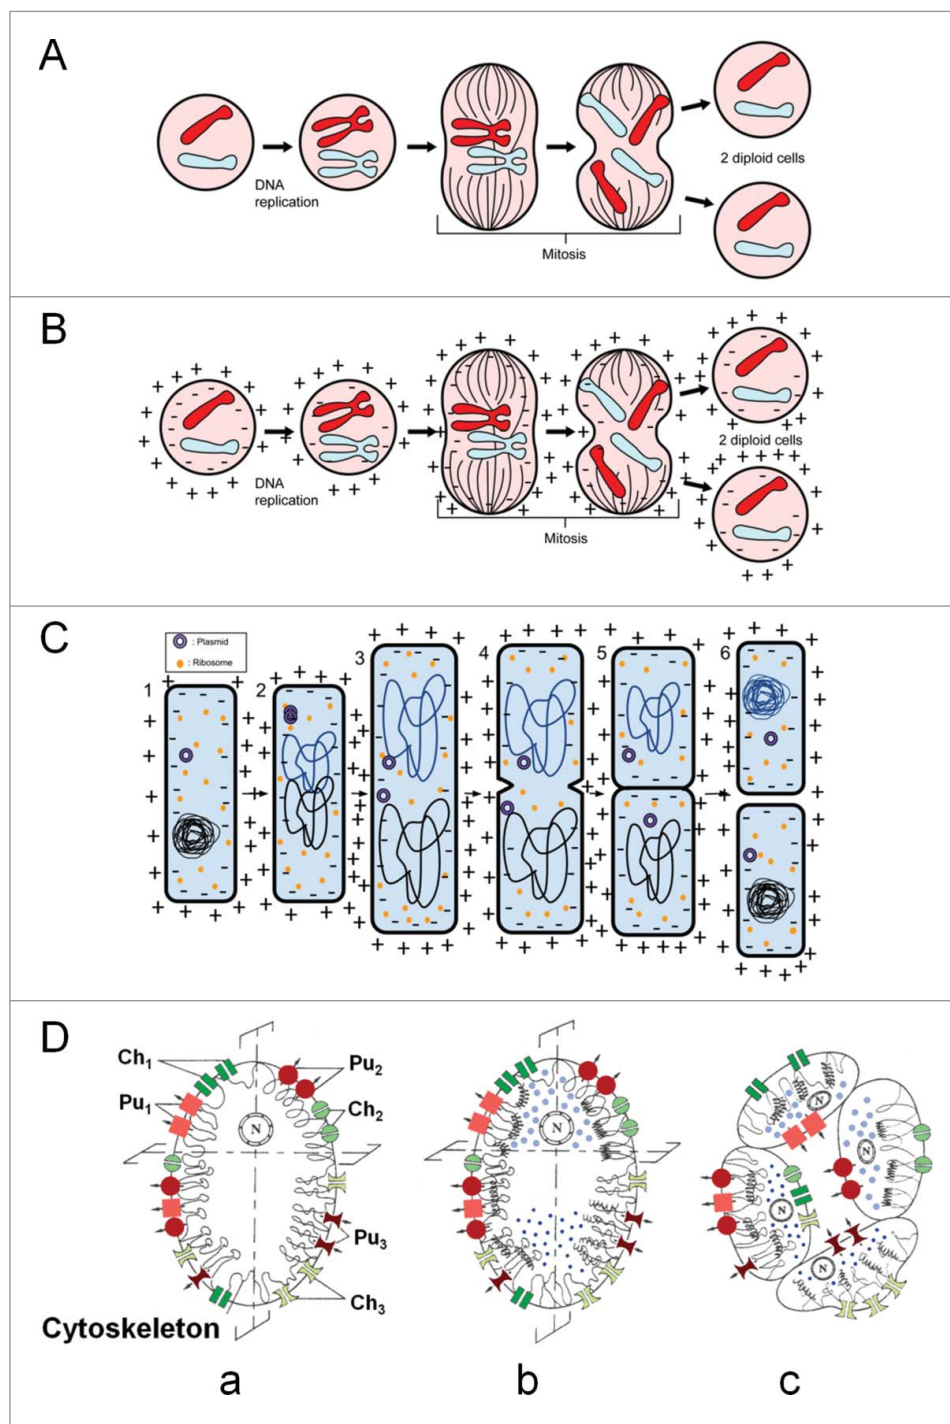 A
DNA
replication
Mitosis
2 diploid cells
B
+ + + + + + + + + + + + + + + + + + + +
DNA
replication
Mitosis
2 diploid cells
C
: Plasmid
: Ribosome
1
2
3
4
5
6
D
Ch1
Pu1
Pu2
Ch2
Pu3
Ch3
N
N
N
N
N
N
Cytoskeleton
a
b
c